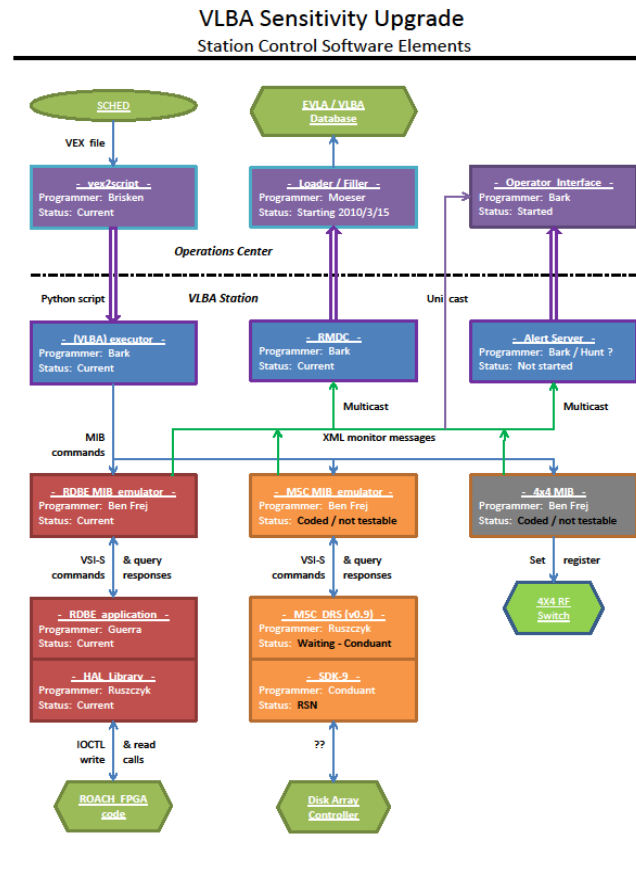 VLBA Sensitivity Upgrade
Station Control Software Elements
SCHED
EVLA / VLBA
Database
VEX file
- vex2script -
Programmer: Brisken
Status: Current
- Loader / Filler -
Programmer: Moeser
Status: Starting 2010/3/15
- Operator Interface -
Programmer: Bark
Status: Started
Operations Center
Python script
VLBA Station
Uni cast
- (VLBA) executor -
Programmer: Bark
Status: Current
- RMDC -
Programmer: Bark
Status: Current
- Alert Server -
Programmer: Bark / Hunt ?
Status: Not started
Multicast
Multicast
MIB
commands
XML monitor messages
- RDBE MIB emulator -
Programmer: Ben Frej
Status: Current
- M5C MIB emulator -
Programmer: Ben Frej
Status: Coded / not testable
- 4x4 MIB -
Programmer: Ben Frej
Status: Coded / not testable
VSI-S & query
commands responses
VSI-S & query
commands responses
Set register
4X4 RF
Switch
- RDBE application -
Programmer: Guerra
Status: Current
- M5C DRS (v0.9) -
Programmer: Ruszczyk
Status: Waiting - Conduant
- HAL Library -
Programmer: Ruszczyk
Status: Current
- SDK-9 -
Programmer: Conduant
Status: RSN
IOCTL & read
write calls
??
ROACH FPGA
code
Disk Array
Controller